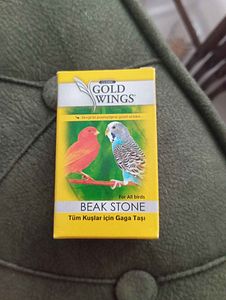 GOLD
WINGS
For All birds
BEAK STONE
Tüm Kuşlar için Gaga Taşı